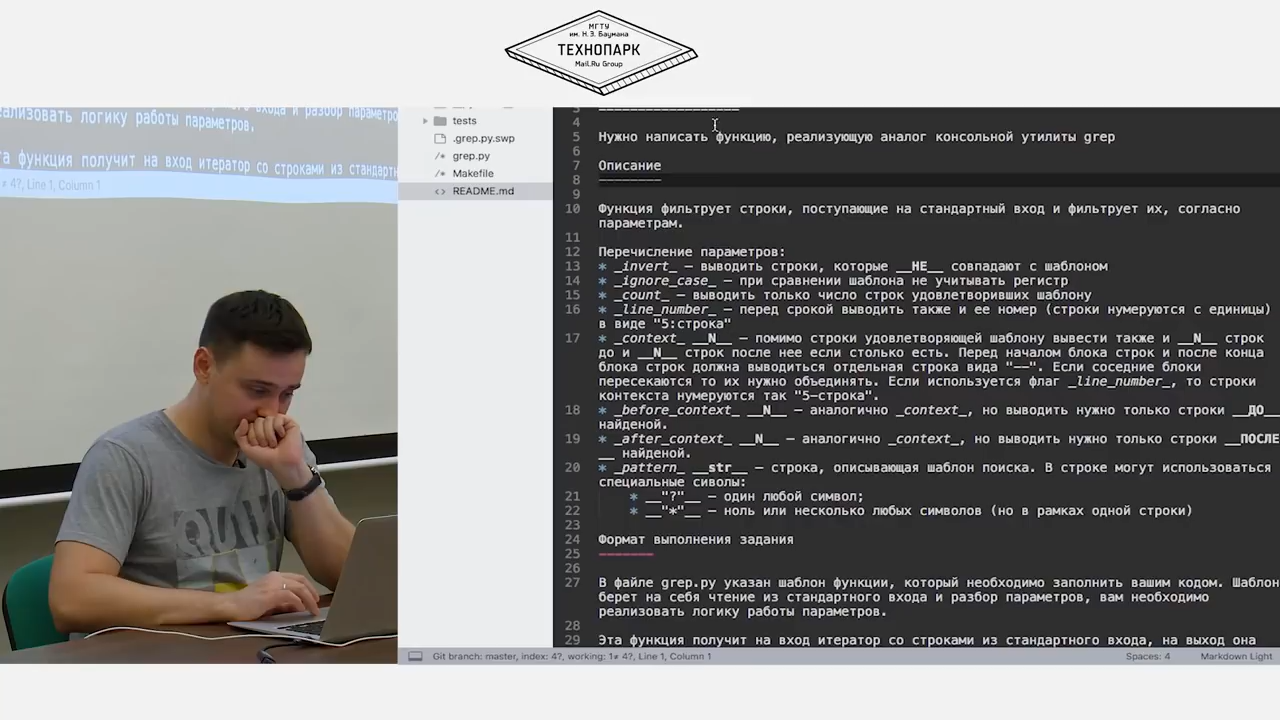 МГТУ
им. Н.Э. Баумана
ТЕХНОПАРК
Mail.Ru Group
входа и разбор параметро
еализовать логику работы параметров.
та функция получит на вход итератор со строками из стандартн
≠ 4?, Line 1, Column 1
tests
.grep.py.swp
grep.py
Makefile
README.md
3
4
5 Нужно написать функцию, реализующую аналог консольной утилиты grep
6
7 Описание
8 --------
9
10 Функция фильтрует строки, поступающие на стандартный вход и фильтрует их, согласно
параметрам.
11
12 Перечисление параметров:
13 * _invert_ – выводить строки, которые __НЕ__ совпадают с шаблоном
14 * _ignore_case_ – при сравнении шаблона не учитывать регистр
15 * _count_ – выводить только число строк удовлетворивших шаблону
16 * _line_number_ – перед срокой выводить также и ее номер (строки нумеруются с единицы)
в виде "5:строка"
17 * _context_ __N__ – помимо строки удовлетворяющей шаблону вывести также и __N__ строк
до и __N__ строк после нее если столько есть. Перед началом блока строк и после конца
блока строк должна выводиться отдельная строка вида "--". Если соседние блоки
пересекаются то их нужно объединять. Если используется флаг _line_number_, то строки
контекста нумеруются так "5-строка".
18 * _before_context_ __N__ – аналогично _context_, но выводить нужно только строки __ДО__
найденой.
19 * _after_context_ __N__ – аналогично _context_, но выводить нужно только строки __ПОСЛЕ
__ найденой.
20 * _pattern_ __str__ – строка, описывающая шаблон поиска. В строке могут использоваться
специальные сиволы:
21 * __"?"__ – один любой символ;
22 * __"*"__ – ноль или несколько любых символов (но в рамках одной строки)
23
24 Формат выполнения задания
25 -------
26
27 В файле grep.py указан шаблон функции, который необходимо заполнить вашим кодом. Шаблон
берет на себя чтение из стандартного входа и разбор параметров, вам необходимо
реализовать логику работы параметров.
28
29 Эта функция получит на вход итератор со строками из стандартного входа, на выход она
Git branch: master, index: 4?, working: 1≠ 4?, Line 1, Column 1
Spaces: 4
Markdown Light